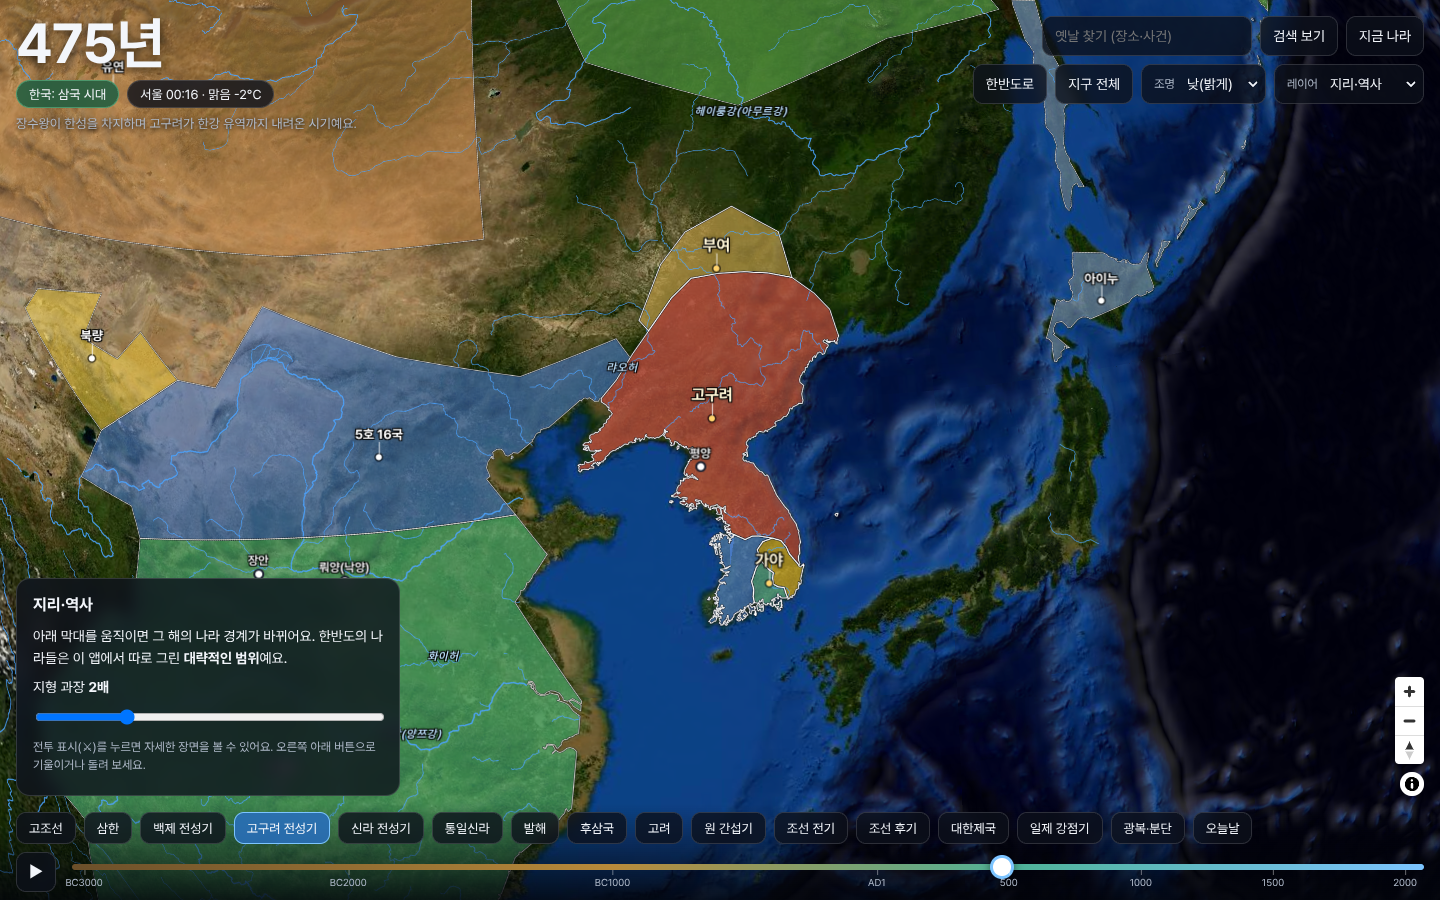 475년
유연
한국: 삼국 시대
서울 00:16 · 맑음 -2°C
장수왕이 한성을 차지하며 고구려가 한강 유역까지 내려온 시기예요.
옛날 찾기 (장소·사건)
검색 보기
지금 나라
한반도로
지구 전체
조명 낮(밝게)
레이어 지리·역사
헤이룽강(아무르강)
부여
아이누
북량
라오허
고구려
5호 16국
평양
가야
장안
뤄양(낙양)
화이허
(양쯔강)
지리·역사
아래 막대를 움직이면 그 해의 나라 경계가 바뀌어요. 한반도의 나
라들은 이 앱에서 따로 그린 대략적인 범위예요.
지형 과장 2배
전투 표시(⚔)를 누르면 자세한 장면을 볼 수 있어요. 오른쪽 아래 버튼으로
기울이거나 돌려 보세요.
고조선
삼한
백제 전성기
고구려 전성기
신라 전성기
통일신라
발해
후삼국
고려
원 간섭기
조선 전기
조선 후기
대한제국
일제 강점기
광복·분단
오늘날
BC3000
BC2000
BC1000
AD1
500
1000
1500
2000